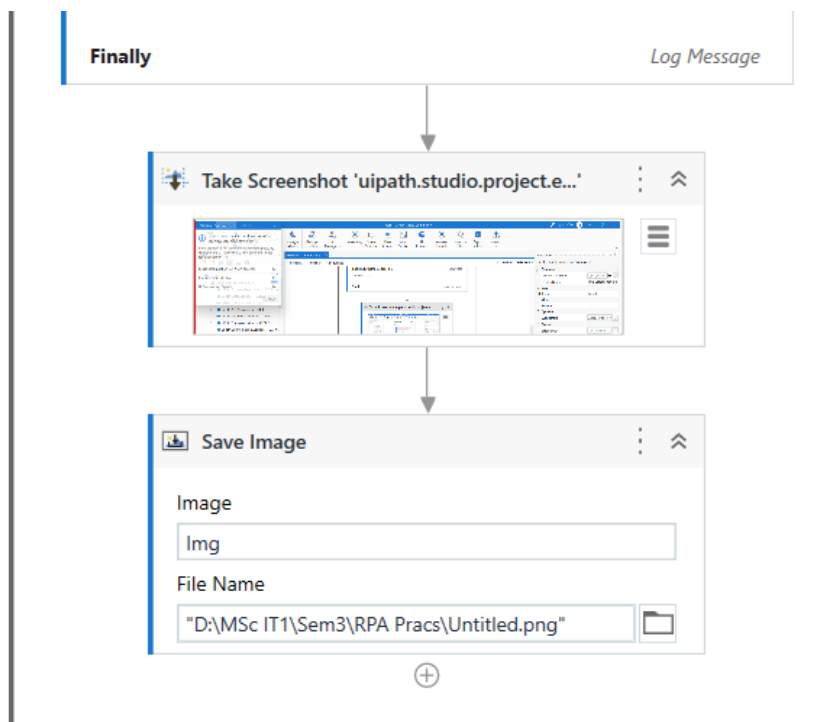 Finally Log Message
Take Screenshot 'uipath.studio.project.e...'
Save Image
Image
Img
File Name
"D:\MSc IT1\Sem3\RPA Pracs\Untitled.png"